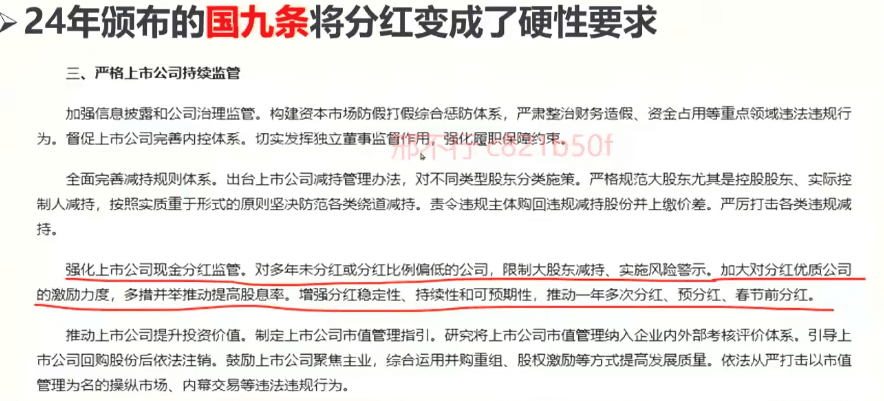 24年颁布的国九条将分红变成了硬性要求
三、严格上市公司持续监管
加强信息披露和公司治理监管。构建资本市场防假打假综合惩防体系，严肃整治财务造假、资金占用等重点领域违法违规行
为。督促上市公司完善内控体系。切实发挥独立董事监督作用，强化履职保障约束。
邢不行 c821b50f
全面完善减持规则体系。出台上市公司减持管理办法，对不同类型股东分类施策。严格规范大股东尤其是控股股东、实际控
制人减持，按照实质重于形式的原则坚决防范各类绕道减持。责令违规主体购回违规减持股份并上缴价差。严厉打击各类违规减
持。
强化上市公司现金分红监管。对多年未分红或分红比例偏低的公司，限制大股东减持、实施风险警示。加大对分红优质公司
的激励力度，多措并举推动提高股息率。增强分红稳定性、持续性和可预期性，推动一年多次分红、预分红、春节前分红。
推动上市公司提升投资价值。制定上市公司市值管理指引。研究将上市公司市值管理纳入企业内外部考核评价体系。引导上
市公司回购股份后依法注销。鼓励上市公司聚焦主业，综合运用并购重组、股权激励等方式提高发展质量。依法从严打击以市值
管理为名的操纵市场、内幕交易等违法违规行为。